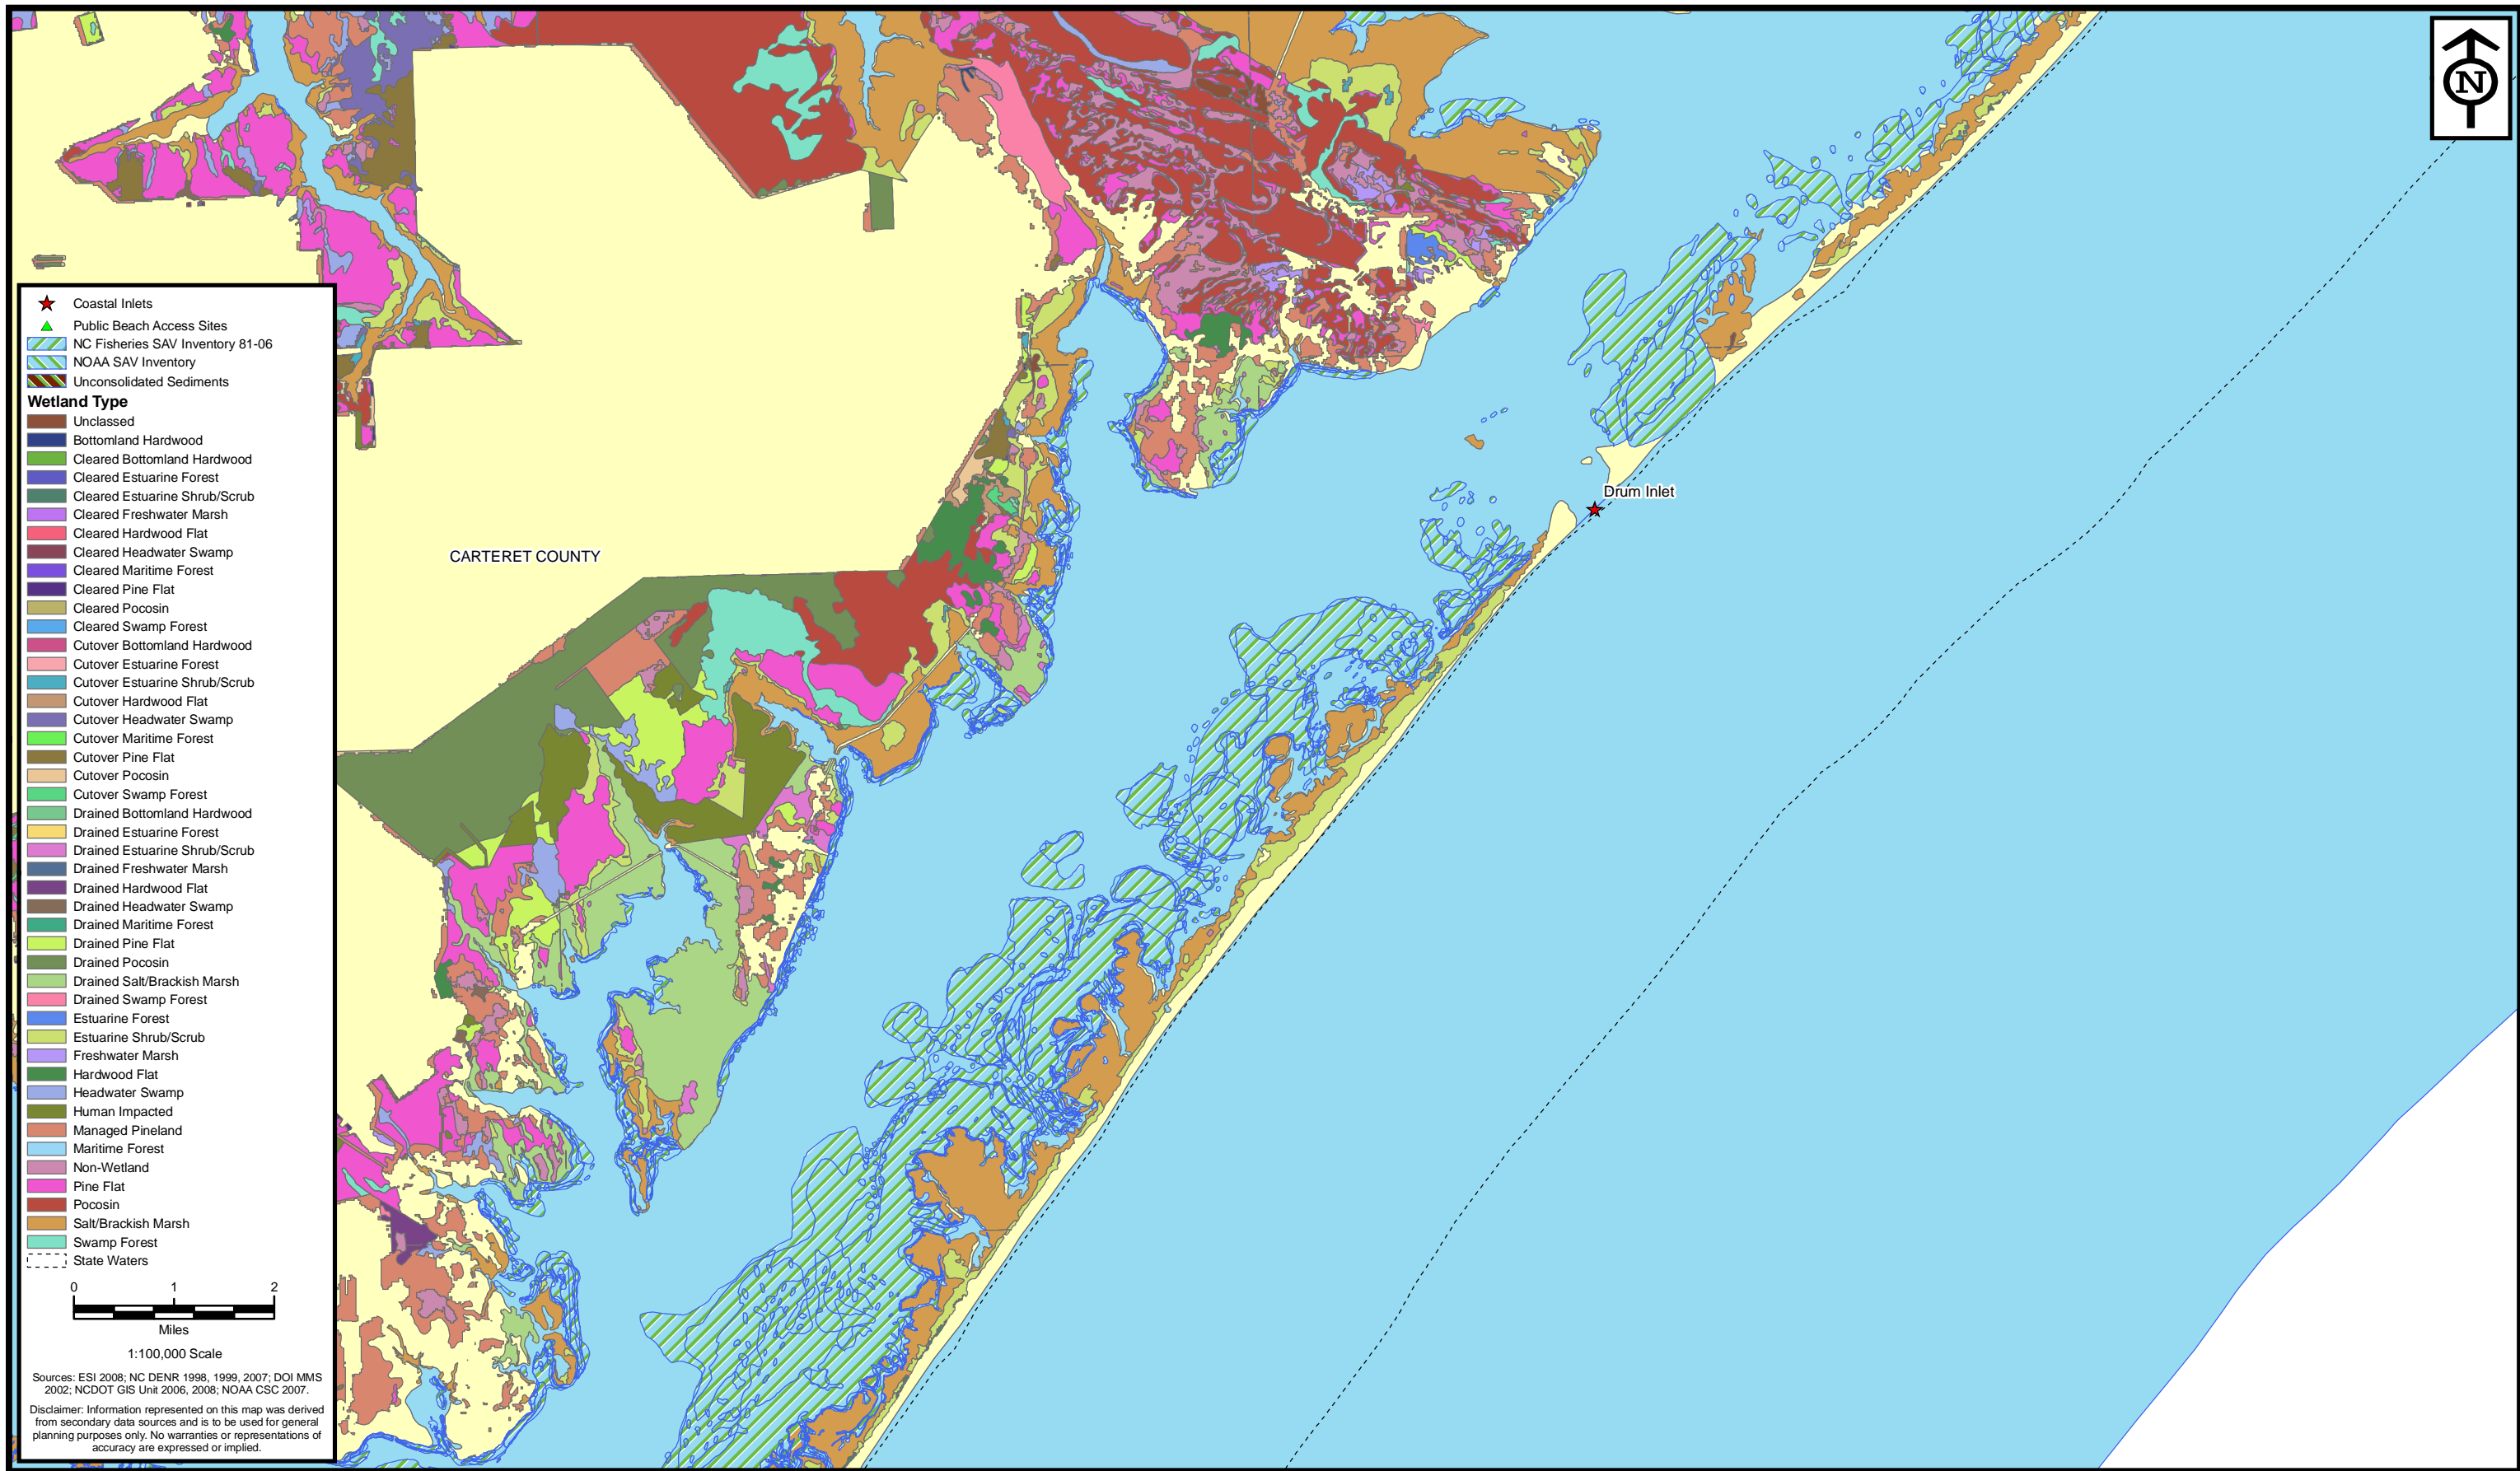 N
Coastal Inlets
Public Beach Access Sites
NC Fisheries SAV Inventory 81-06
NOAA SAV Inventory
Unconsolidated Sediments
Wetland Type
Unclassed
Bottomland Hardwood
Cleared Bottomland Hardwood
Cleared Estuarine Forest
Cleared Estuarine Shrub/Scrub
Cleared Freshwater Marsh
Cleared Hardwood Flat
Cleared Headwater Swamp
Cleared Maritime Forest
Cleared Pine Flat
Cleared Pocosin
Cleared Swamp Forest
Cutover Bottomland Hardwood
Cutover Estuarine Forest
Cutover Estuarine Shrub/Scrub
Cutover Hardwood Flat
Cutover Headwater Swamp
Cutover Maritime Forest
Cutover Pine Flat
Cutover Pocosin
Cutover Swamp Forest
Drained Bottomland Hardwood
Drained Estuarine Forest
Drained Estuarine Shrub/Scrub
Drained Freshwater Marsh
Drained Hardwood Flat
Drained Headwater Swamp
Drained Maritime Forest
Drained Pine Flat
Drained Pocosin
Drained Salt/Brackish Marsh
Drained Swamp Forest
Estuarine Forest
Estuarine Shrub/Scrub
Freshwater Marsh
Hardwood Flat
Headwater Swamp
Human Impacted
Managed Pineland
Maritime Forest
Non-Wetland
Pine Flat
Pocosin
Salt/Brackish Marsh
Swamp Forest
State Waters
0 1 2
Miles
1:100,000 Scale
Sources: ESI 2008; NC DENR 1998, 1999, 2007; DOI MMS
2002; NCDOT GIS Unit 2006, 2008; NOAA CSC 2007.
Disclaimer: Information represented on this map was derived
from secondary data sources and is to be used for general
planning purposes only. No warranties or representations of
accuracy are expressed or implied.
Drum Inlet
CARTERET COUNTY